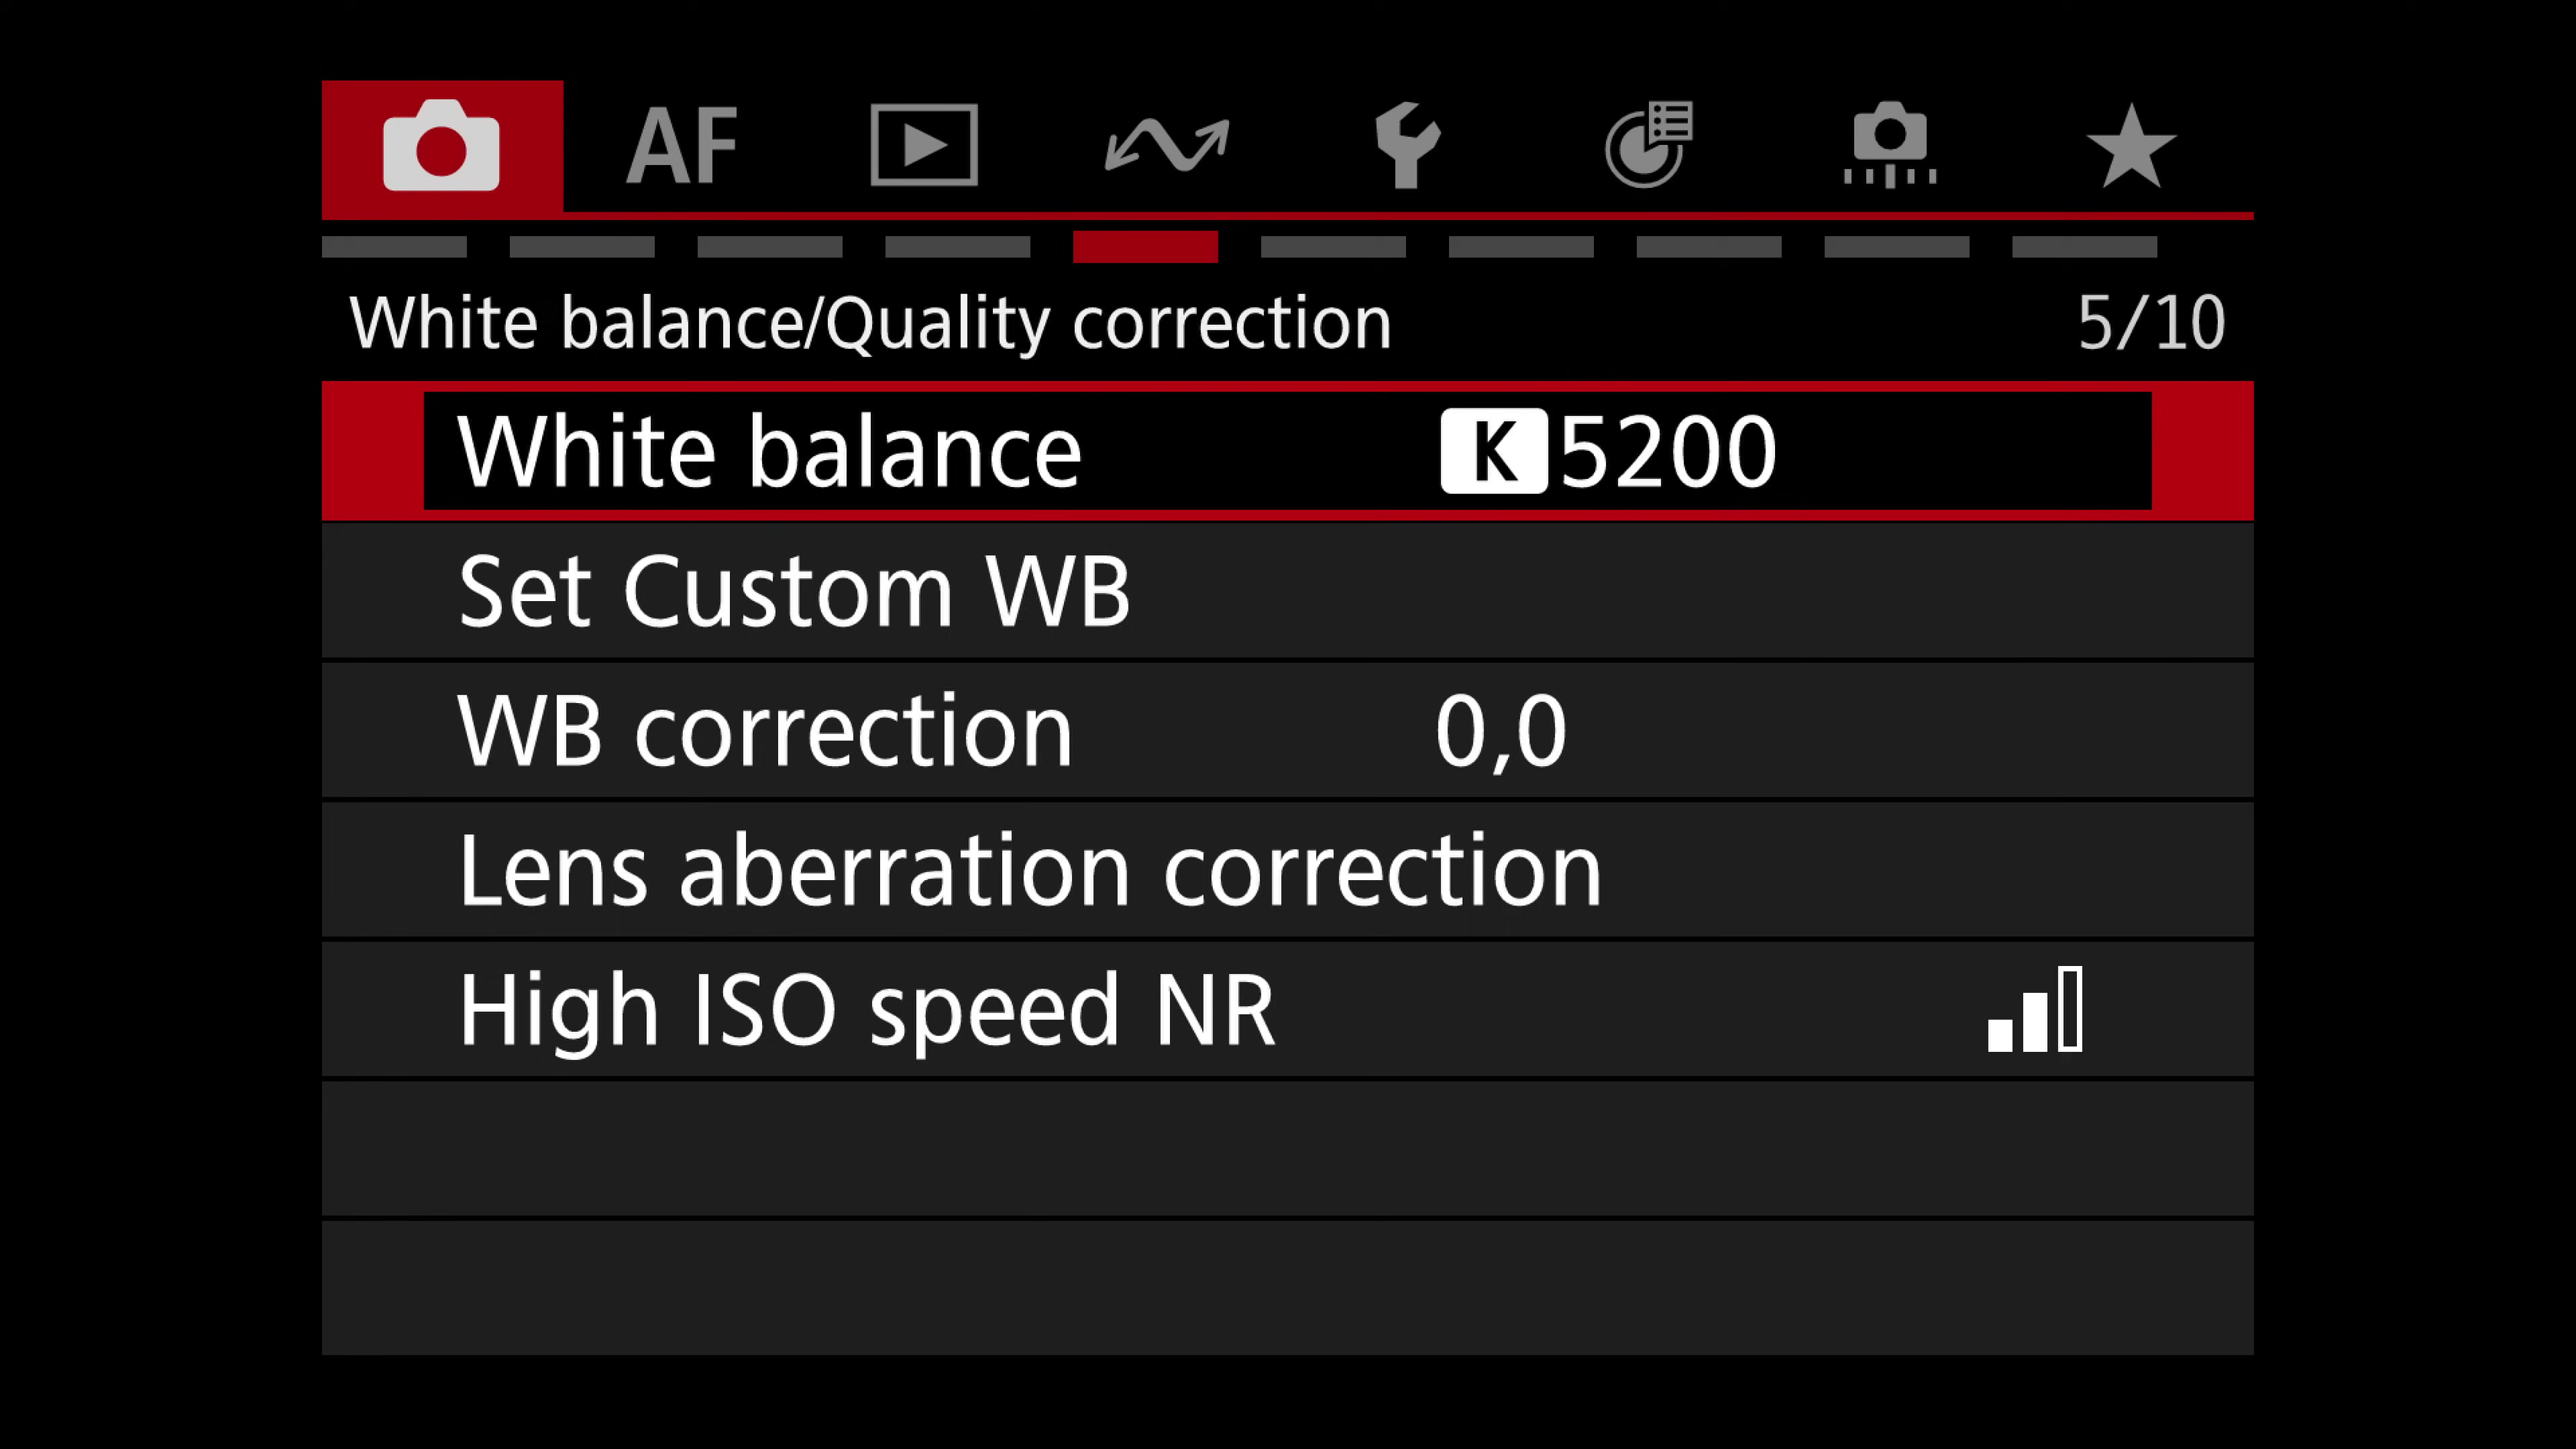 AF
White balance/Quality correction 5/10
White balance K 5200
Set Custom WB
WB correction 0,0
Lens aberration correction
High ISO speed NR